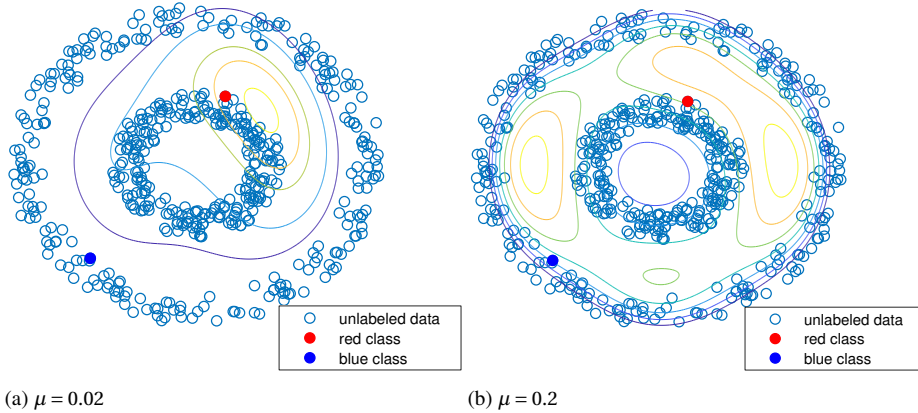 unlabeled data
red class
blue class
unlabeled data
red class
blue class
(a) μ = 0.02
(b) μ = 0.2